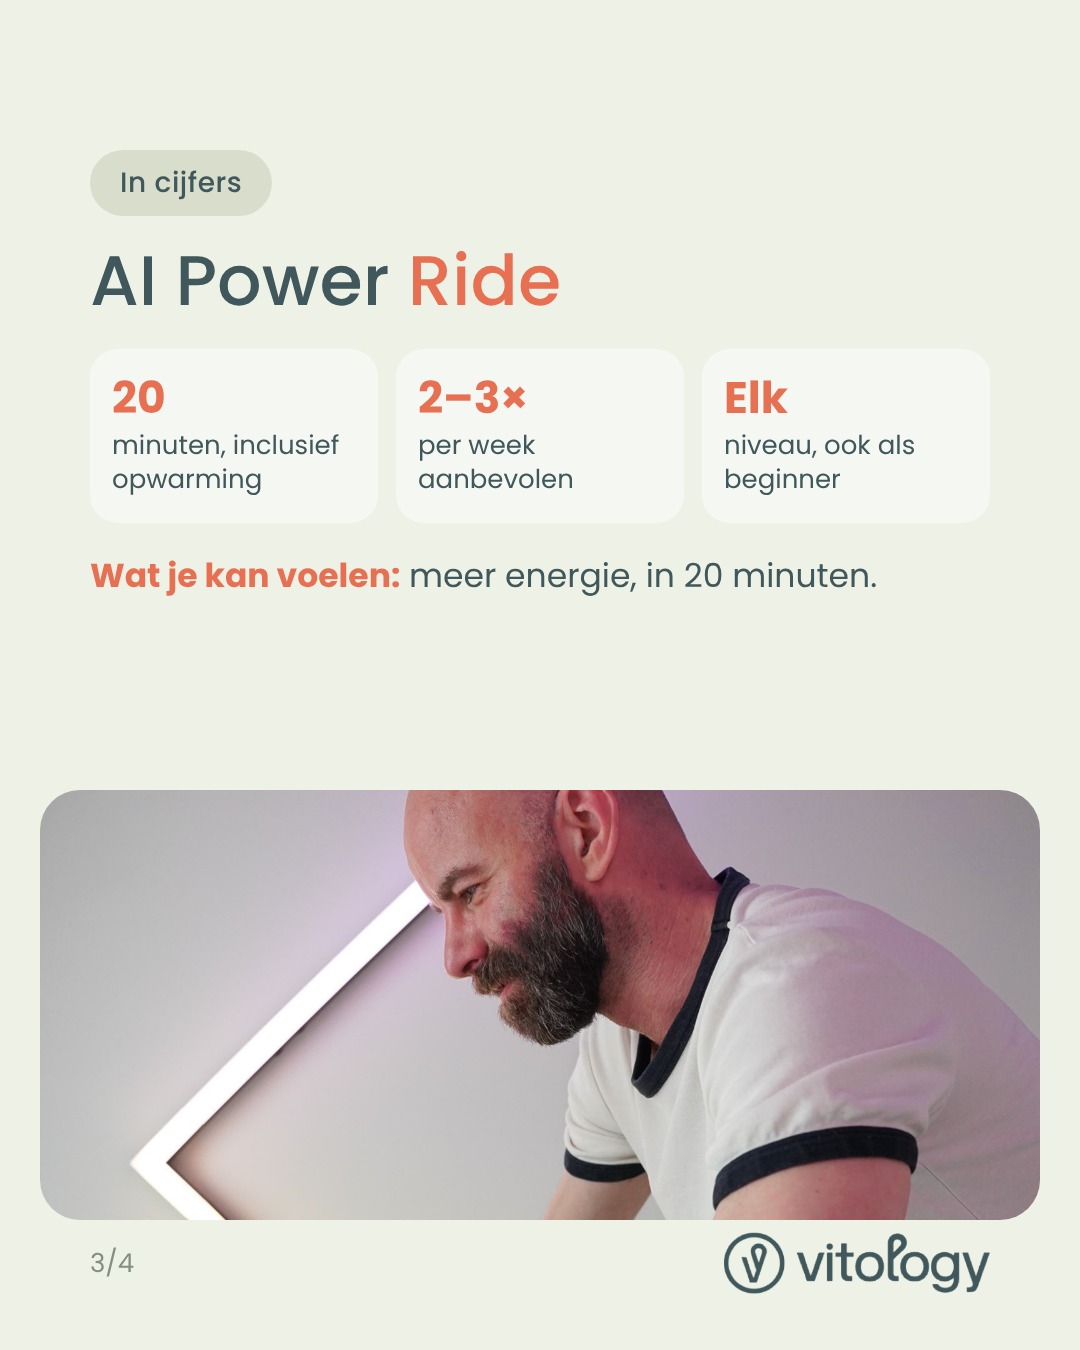 In cijfers
AI Power Ride
20
minuten, inclusief
opwarming
2–3×
per week
aanbevolen
Elk
niveau, ook als
beginner
Wat je kan voelen: meer energie, in 20 minuten.
3/4
vitology